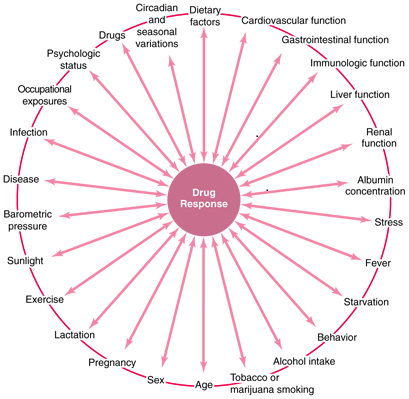 Dietary
factors
Cardiovascular function
Gastrointestinal function
Immunologic function
Liver function
Renal
function
Albumin
concentration
Stress
Fever
Starvation
Behavior
Alcohol intake
Tobacco or
marijuana smoking
Age
Sex
Pregnancy
Lactation
Exercise
Sunlight
Barometric
pressure
Disease
Infection
Occupational
exposures
Psychologic
status
Drugs
Circadian
and
seasonal
variations
Drug
Response